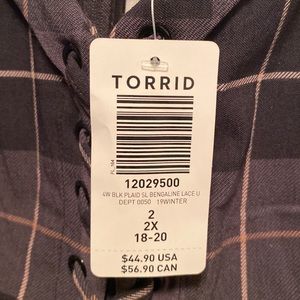 TORRID
12029500
4W BLK PLAID SL BENGALINE LACE U
DEPT 0050 19WINTER
2
2X
18-20
$44.90 USA
$56.90 CAN